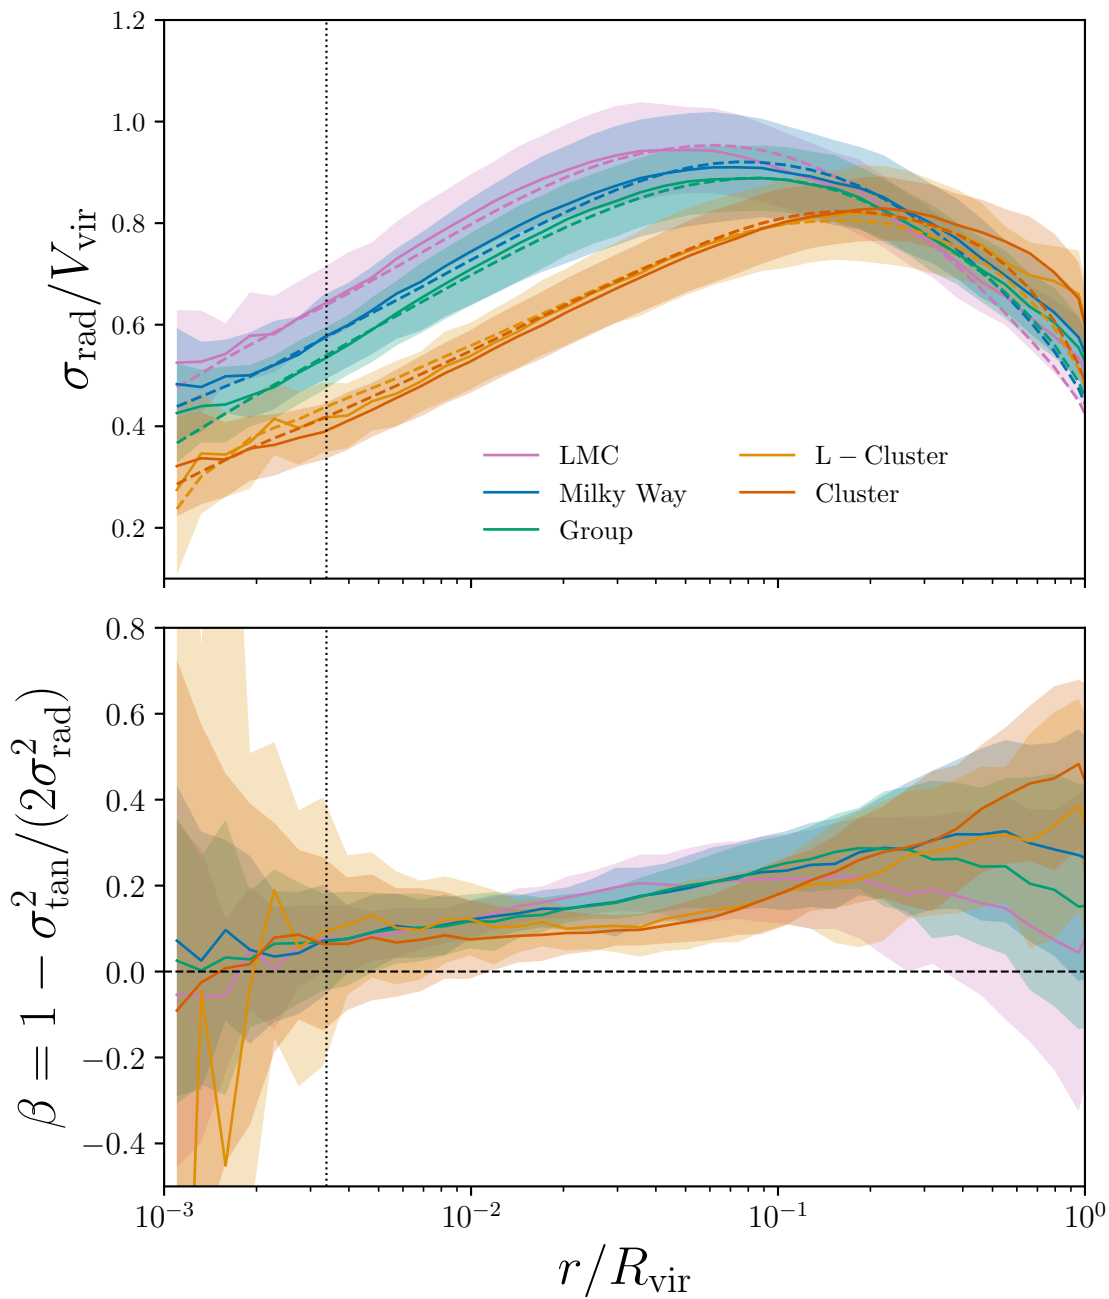 1.2
1.0
0.8
0.6
0.4
0.2
σrad/Vvir
LMC
Milky Way
Group
L − Cluster
Cluster
0.8
0.6
0.4
0.2
0.0
−0.2
−0.4
β = 1 − σ²tan/(2σ²rad)
10⁻³ 10⁻² 10⁻¹ 10⁰
r/Rvir